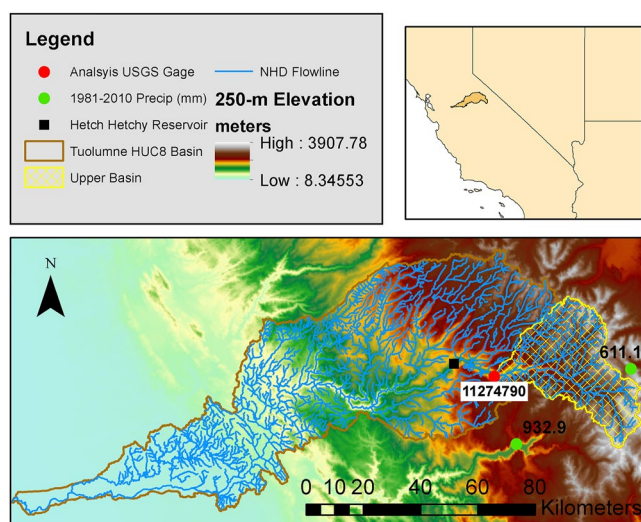 Legend
Analsyis USGS Gage
NHD Flowline
1981-2010 Precip (mm)
250-m Elevation
meters
Hetch Hetchy Reservoir
High : 3907.78
Tuolumne HUC8 Basin
Low : 8.34553
Upper Basin
N
611.1
11274790
932.9
0 10 20 40 60 80
Kilometers